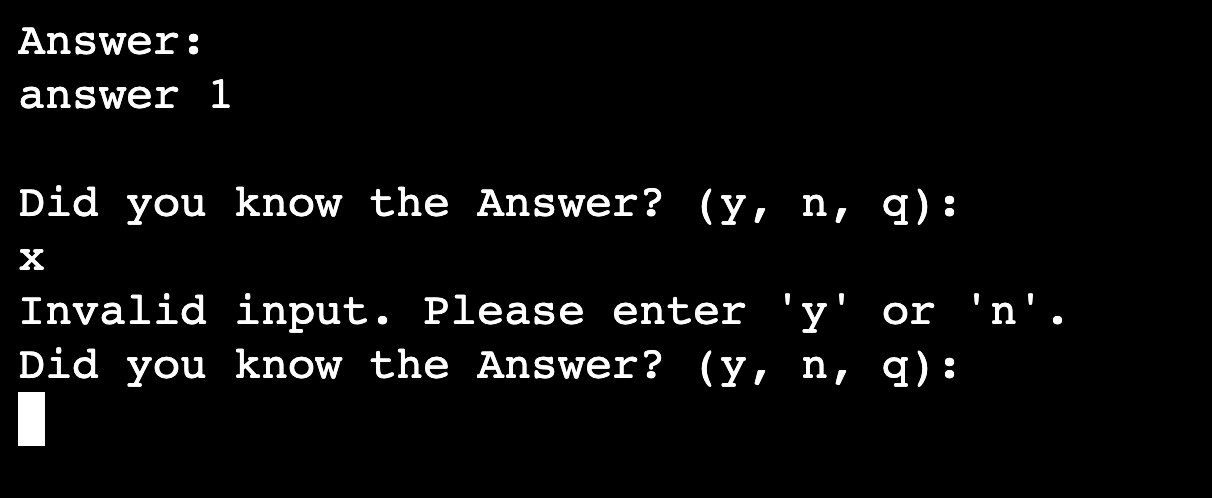 Answer:
answer 1
Did you know the Answer? (y, n, q):
x
Invalid input. Please enter 'y' or 'n'.
Did you know the Answer? (y, n, q):